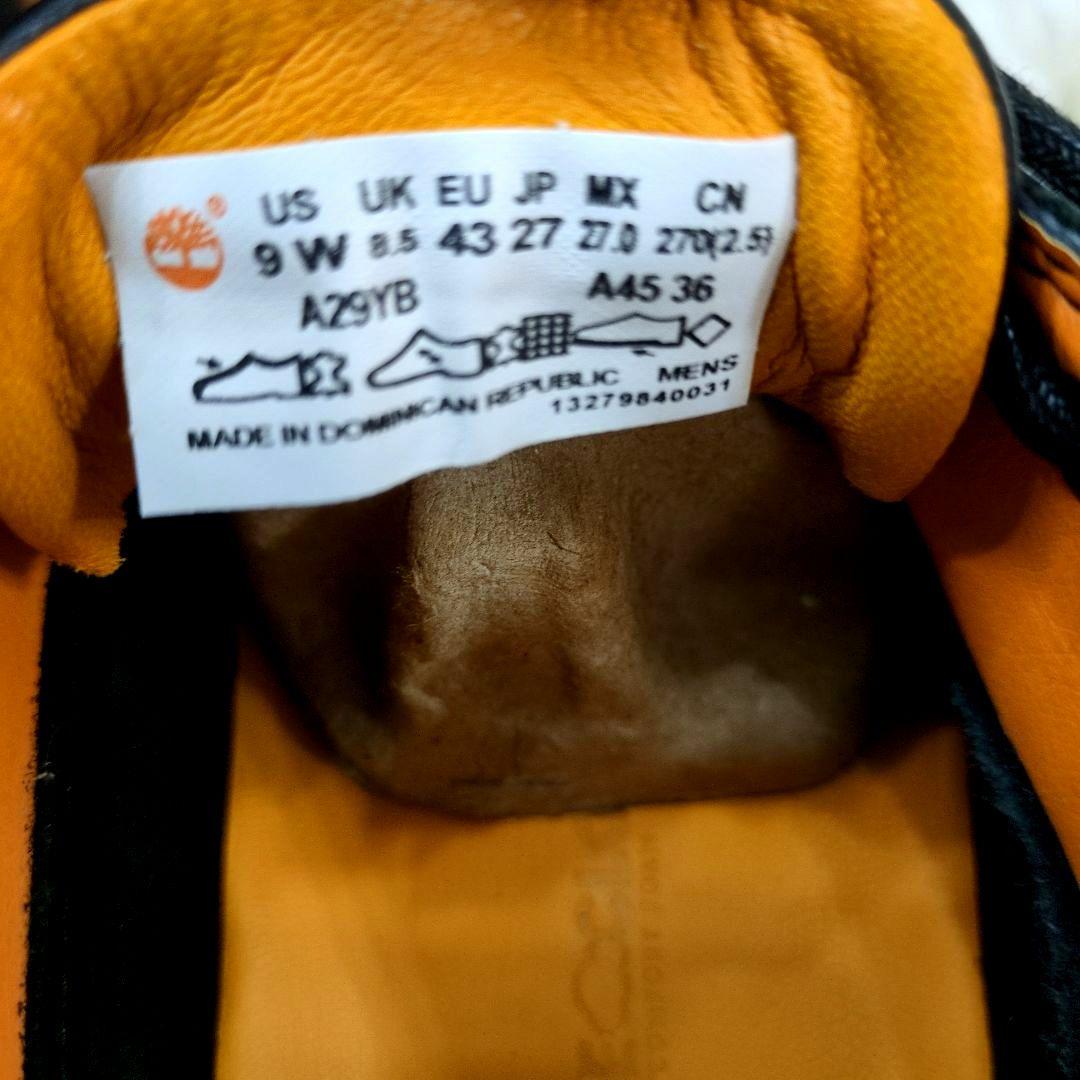 US UK EU JP MX CN
9 W 8.5 43 27 27.0 270(2.5)
A29YB A45 36
MADE IN DOMINICAN REPUBLIC MENS
13279840031